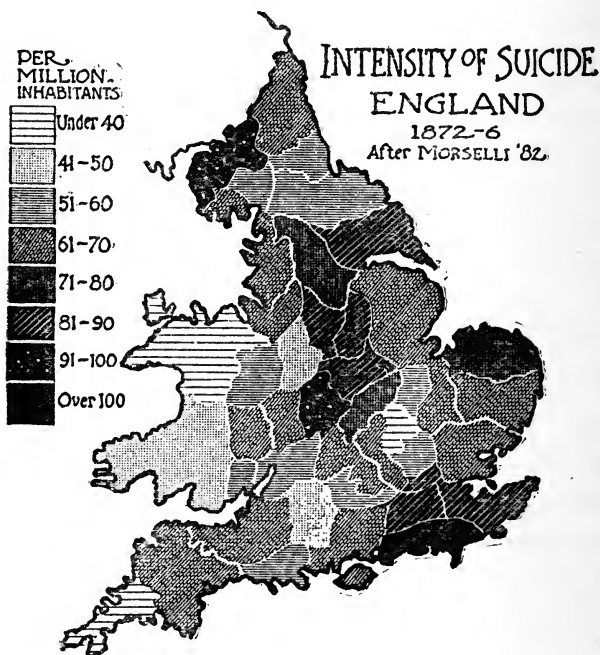 INTENSITY OF SUICIDE
ENGLAND
1872-6
After MORSELLI '82.
PER
MILLION
INHABITANTS
Under 40
41-50
51-60
61-70
71-80
81-90
91-100
Over 100